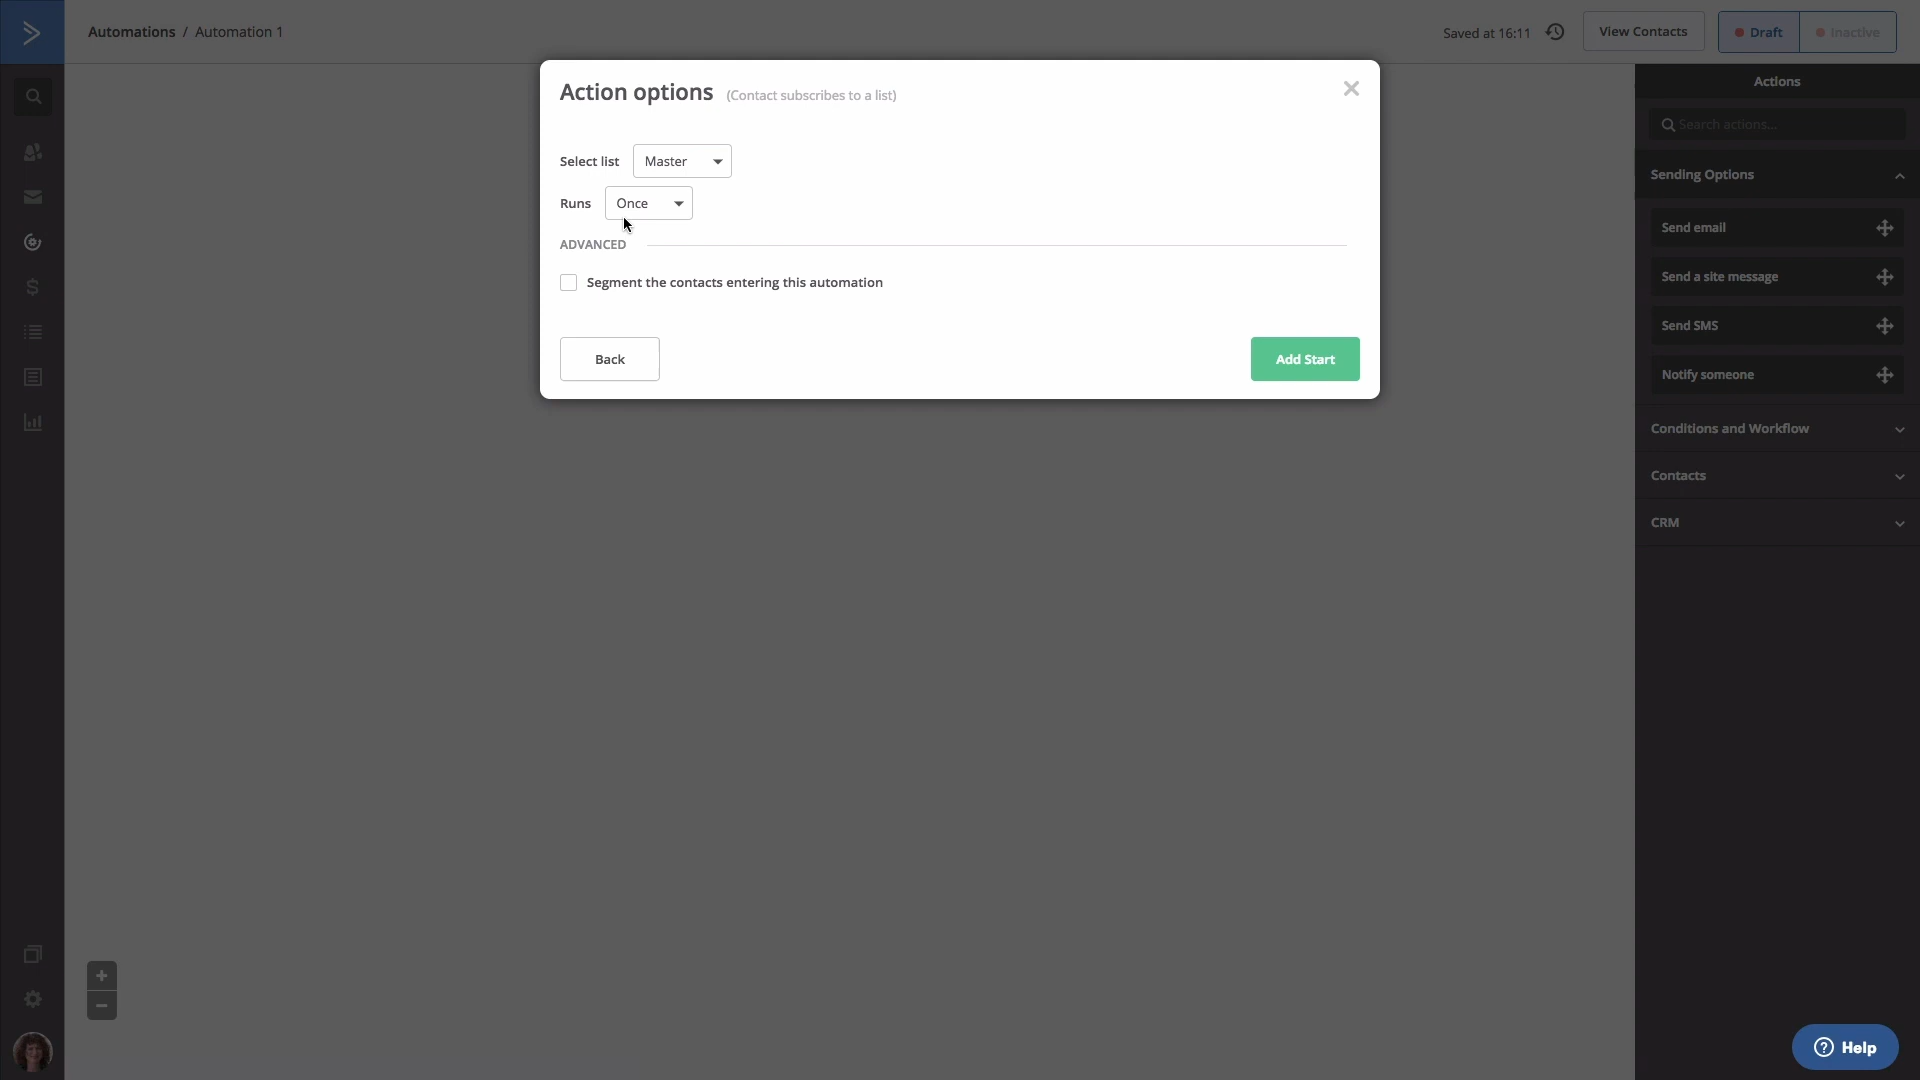 Automations / Automation 1
Saved at 16:11
View Contacts
Draft
Inactive
Action options (Contact subscribes to a list)
Select list Master
Runs Once
ADVANCED
Segment the contacts entering this automation
Back
Add Start
Actions
Search actions...
Sending Options
Send email
Send a site message
Send SMS
Notify someone
Conditions and Workflow
Contacts
CRM
Help